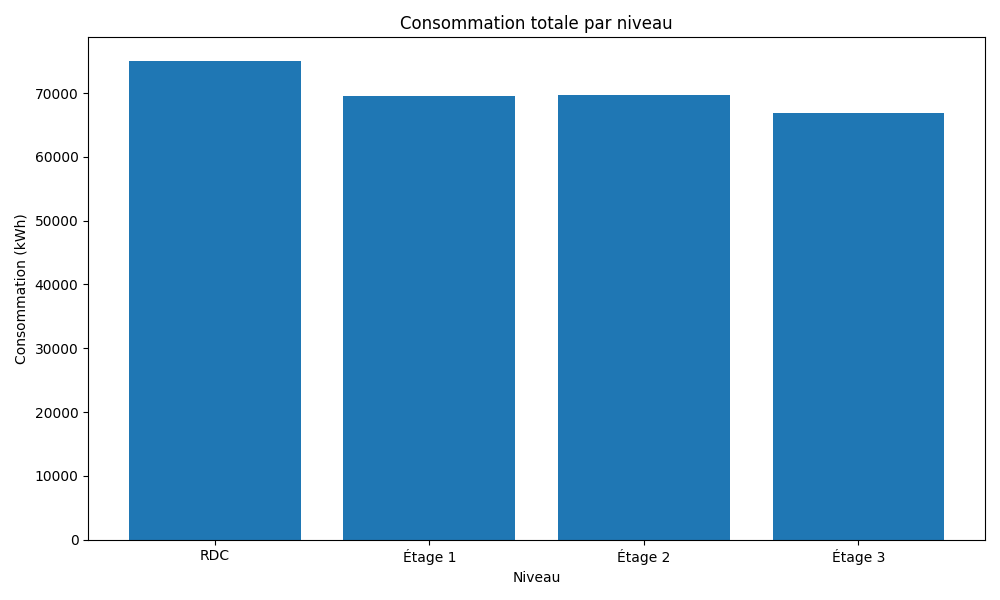 Consommation totale par niveau
Consommation (kWh)
70000
60000
50000
40000
30000
20000
10000
0
RDC
Étage 1
Étage 2
Étage 3
Niveau